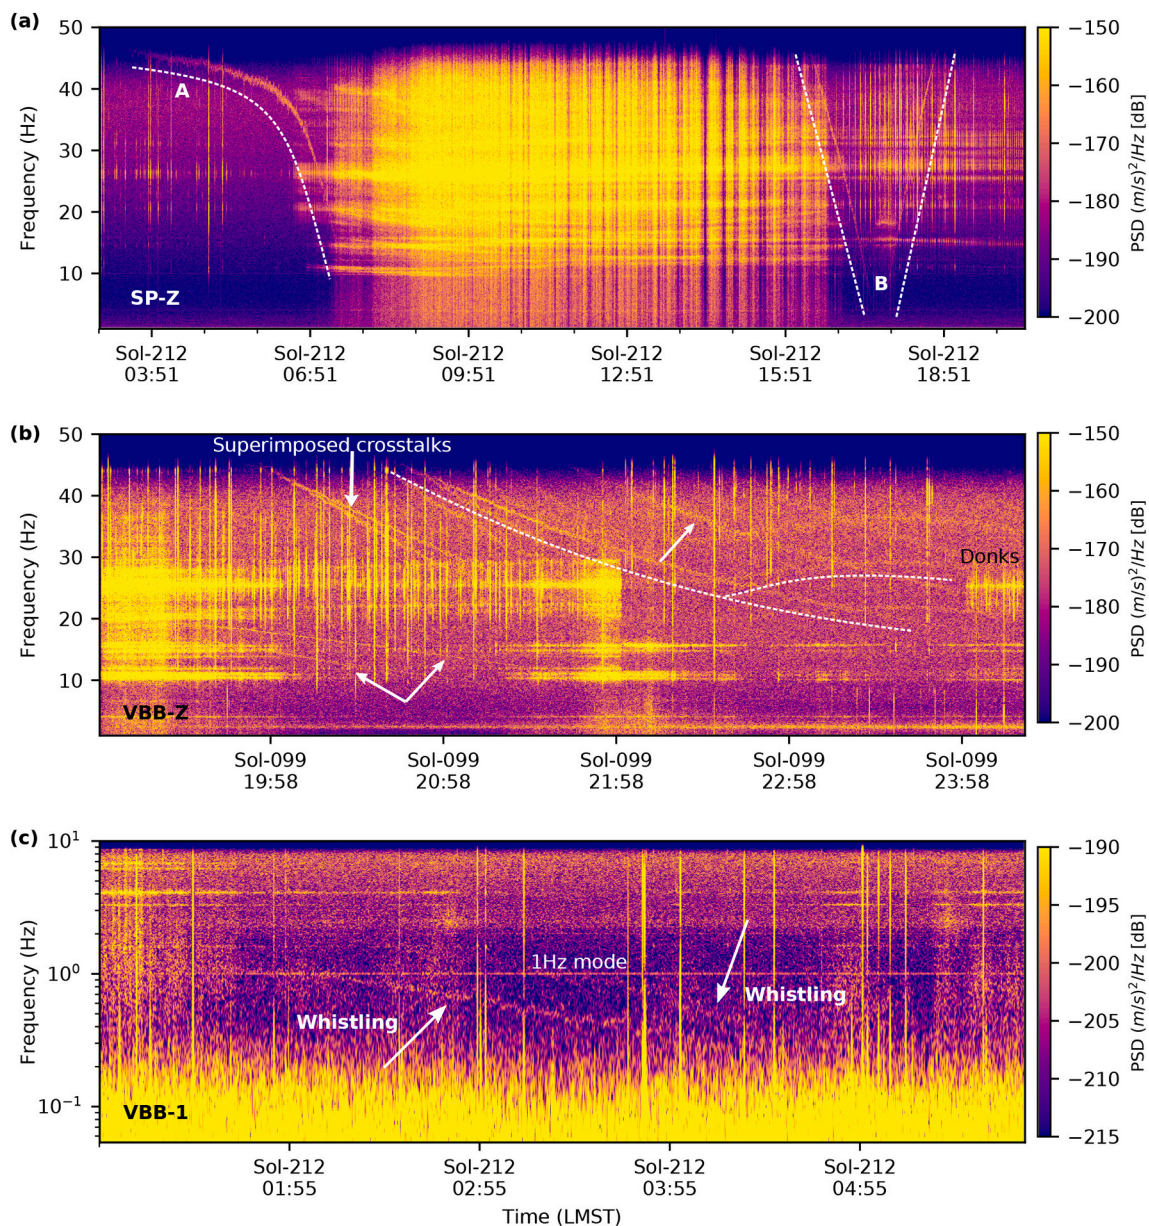 (a)
50
40
30
20
10
Frequency (Hz)
A
B
SP-Z
Sol-212 Sol-212 Sol-212 Sol-212 Sol-212 Sol-212
03:51 06:51 09:51 12:51 15:51 18:51
−150
−160
−170
−180
−190
−200
PSD (m/s)²/Hz [dB]
(b)
50
40
30
20
10
Frequency (Hz)
Superimposed crosstalks
Donks
VBB-Z
Sol-099 Sol-099 Sol-099 Sol-099 Sol-099
19:58 20:58 21:58 22:58 23:58
−150
−160
−170
−180
−190
−200
PSD (m/s)²/Hz [dB]
(c)
10¹
10⁰
10⁻¹
Frequency (Hz)
1Hz mode
Whistling
Whistling
VBB-1
Sol-212 Sol-212 Sol-212 Sol-212
01:55 02:55 03:55 04:55
Time (LMST)
−190
−195
−200
−205
−210
−215
PSD (m/s)²/Hz [dB]